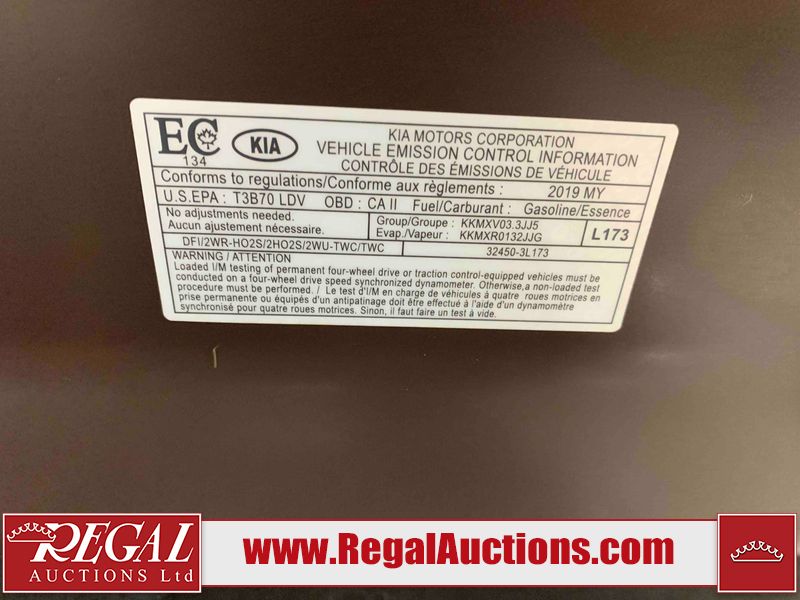 EC
134
KIA
KIA MOTORS CORPORATION
VEHICLE EMISSION CONTROL INFORMATION
CONTRÔLE DES ÉMISSIONS DE VÉHICULE
Conforms to regulations/Conforme aux règlements : 2019 MY
U.S.EPA : T3B70 LDV OBD : CA II Fuel/Carburant : Gasoline/Essence
No adjustments needed.
Aucun ajustement nécessaire.
Group/Groupe : KKMXV03.3JJ5
Evap./Vapeur : KKMXR0132JJG
L173
DFI/2WR-HO2S/2HO2S/2WU-TWC/TWC 32450-3L173
WARNING / ATTENTION
Loaded I/M testing of permanent four-wheel drive or traction control-equipped vehicles must be
conducted on a four-wheel drive speed synchronized dynamometer. Otherwise,a non-loaded test
procedure must be performed. / Le test d'I/M en charge de véhicules à quatre roues motrices en
prise permanente ou équipés d'un antipatinage doit être effectué à l'aide d'un dynamomètre
synchronisé pour quatre roues motrices. Sinon, il faut faire un test à vide.
REGAL
AUCTIONS Ltd
www.RegalAuctions.com